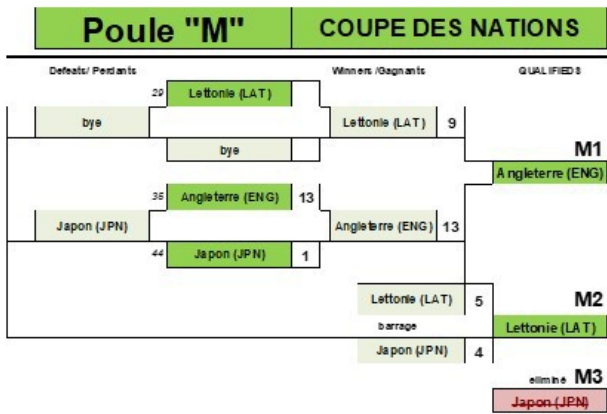 Poule "M" COUPE DES NATIONS
Defeats/ Perdants Winners /Gagnants QUALIFIEDS
29 Lettonie (LAT)
bye Lettonie (LAT) 9
bye M1
Angleterre (ENG)
35 Angleterre (ENG) 13
Japon (JPN) Angleterre (ENG) 13
44 Japon (JPN) 1
Lettonie (LAT) 5 M2
barrage Lettonie (LAT)
Japon (JPN) 4
elimine M3
Japon (JPN)